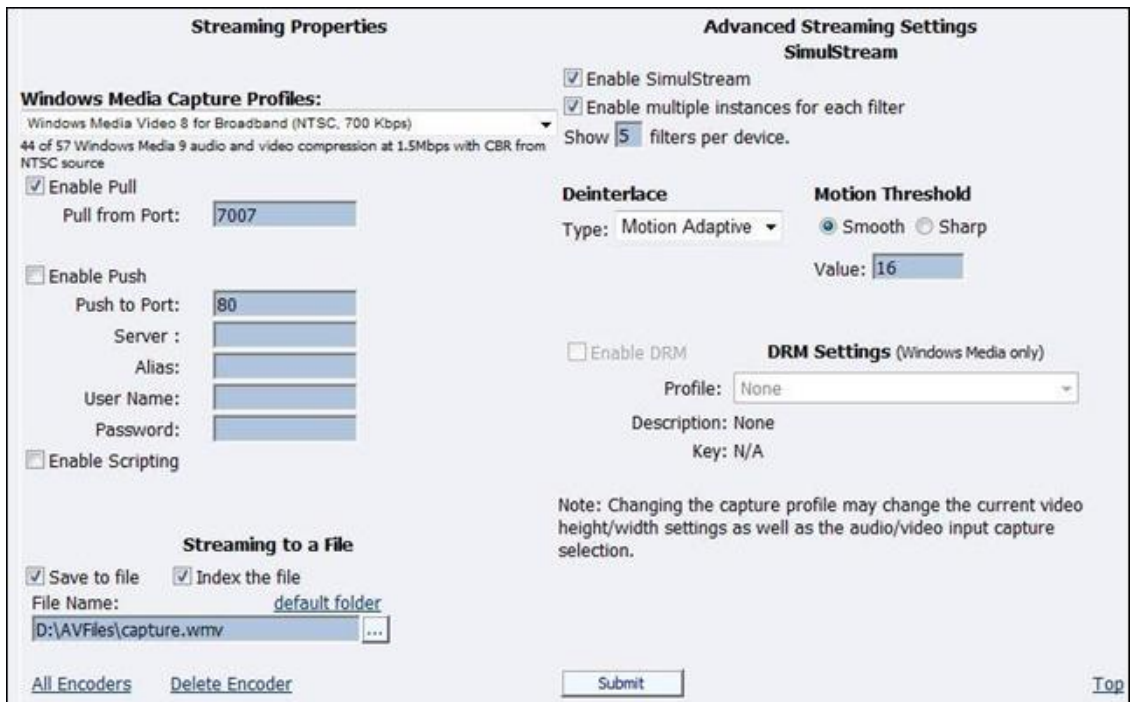 Streaming Properties
Windows Media Capture Profiles:
Windows Media Video 8 for Broadband (NTSC, 700 Kbps)
44 of 57 Windows Media 9 audio and video compression at 1.5Mbps with CBR from
NTSC source
Enable Pull
Pull from Port: 7007
Enable Push
Push to Port: 80
Server :
Alias:
User Name:
Password:
Enable Scripting
Streaming to a File
Save to file Index the file
File Name: default folder
D:\AVFiles\capture.wmv ...
All Encoders Delete Encoder
Advanced Streaming Settings
SimulStream
Enable SimulStream
Enable multiple instances for each filter
Show 5 filters per device.
Deinterlace Motion Threshold
Type: Motion Adaptive Smooth Sharp
Value: 16
Enable DRM DRM Settings (Windows Media only)
Profile: None
Description: None
Key: N/A
Note: Changing the capture profile may change the current video
height/width settings as well as the audio/video input capture
selection.
Submit Top